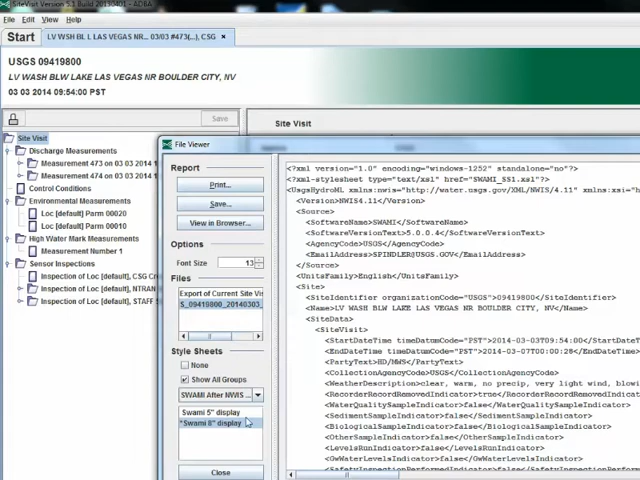 SiteVisit Version 5.1 Build 20130401 - ADBA
File Edit View Help
Start
LV WSH BL L LAS VEGAS NR... 03/03 #473(...), CSG ×
USGS 09419800
LV WASH BLW LAKE LAS VEGAS NR BOULDER CITY, NV
03 03 2014 09:54:00 PST
Save
Site Visit
Discharge Measurements
Measurement 473 on 03 03 2014 1
Measurement 473 on 03 03 2014 1
Control Conditions
Environmental Measurements
Loc [default] Parm 00020
Loc [default] Parm 00010
High Water Mark Measurements
Measurement Number 1
Sensor Inspections
Inspection of Loc [default], CSG Cre
Inspection of Loc [default], NTRAN
Inspection of Loc [default], STAFF S
Site Visit
File Viewer
Report
Print...
Save...
View in Browser...
Options
Font Size 13
Files
Export of Current Site Vis
S_09419800_20140303_
Style Sheets
None
Show All Groups
SWAMI After NWIS ...
Swami 5" display
*Swami 8" display
Close
<?xml version="1.0" encoding="windows-1252" standalone="no"?>
<?xml-stylesheet type="text/xsl" href="SWAMI_SS1.xsl"?>
<UsgsHydroML xmlns:nwis="http://water.usgs.gov/XML/NWIS/4.11" xmlns:xsi
<Version>NWIS4.1</Version>
<Source>
<SoftwareName>SWAMI</SoftwareName>
<SoftwareVersionText>5.0.0.4</SoftwareVersionText>
<AgencyCode>USGS</AgencyCode>
<EmailAddress>SPINDLER@USGS.GOV</EmailAddress>
</Source>
<UnitsFamily>English</UnitsFamily>
<Site>
<SiteIdentifier organizationCode="USGS">09419800</SiteIdentifier>
<Name>LV WASH BLW LAKE LAS VEGAS NR BOULDER CITY, NV</Name>
<SiteData>
<SiteVisit>
<StartDateTime timeDatumCode="PST">2014-03-03T09:54:00</StartDateTime
<EndDateTime timeDatumCode="PST">2014-03-07T00:00:28</EndDateTime>
<PartyText>HD/MWS</PartyText>
<CollectionAgencyCode>USGS</CollectionAgencyCode>
<WeatherDescription>clear, warm, no precip, very light wind, blowi
<RecorderRecordRemovedIndicator>false</RecorderRecordRemovedIndica
<WaterQualitySampleIndicator>false</WaterQualitySampleIndicator>
<SedimentSampleIndicator>false</SedimentSampleIndicator>
<BiologicalSampleIndicator>false</BiologicalSampleIndicator>
<OtherSampleIndicator>false</OtherSampleIndicator>
<LevelsRunIndicator>false</LevelsRunIndicator>
<GwWaterLevelsIndicator>false</GwWaterLevelsIndicator>